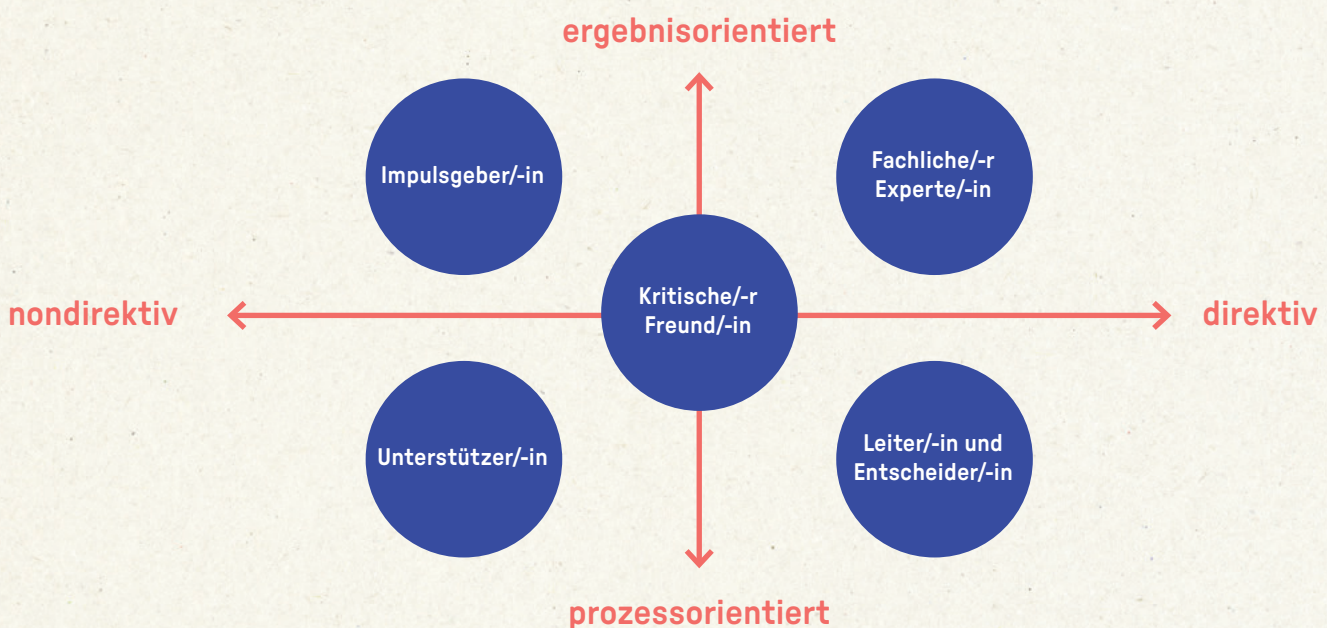 ergebnisorientiert
Impulsgeber/-in
Fachliche/-r
Experte/-in
nondirektiv
Kritische/-r
Freund/-in
direktiv
Unterstützer/-in
Leiter/-in und
Entscheider/-in
prozessorientiert